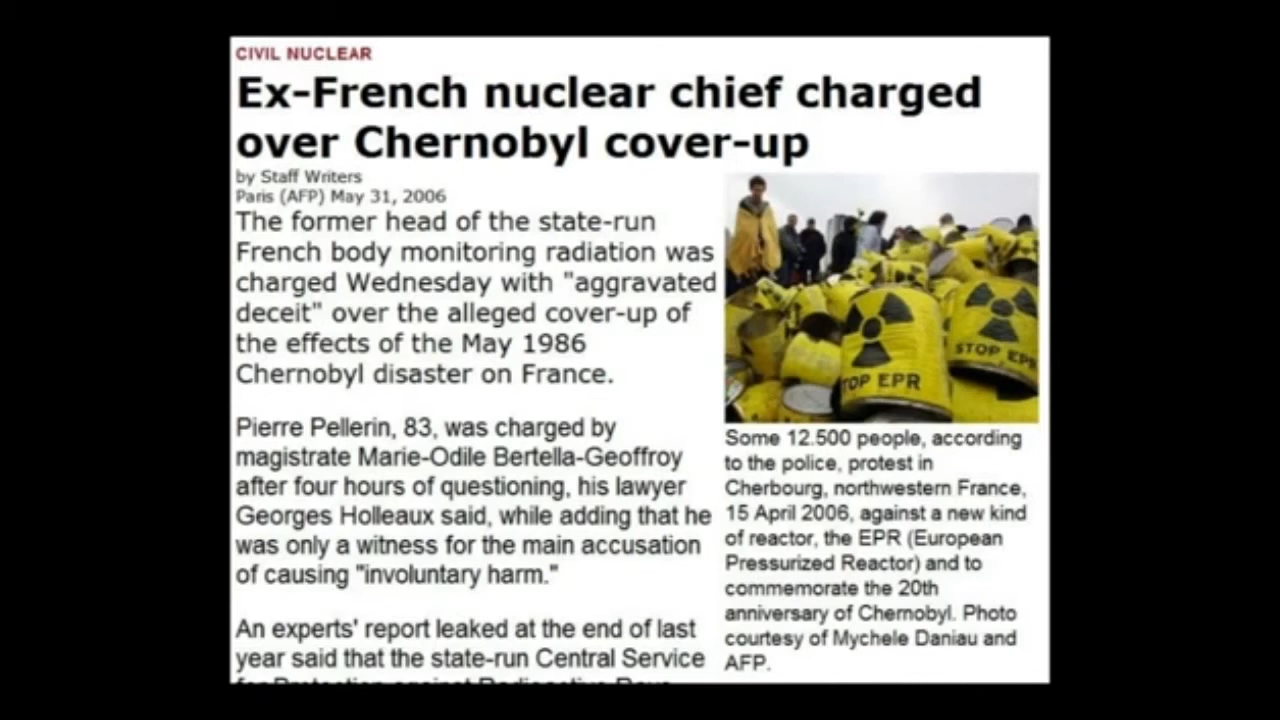 CIVIL NUCLEAR
Ex-French nuclear chief charged
over Chernobyl cover-up
by Staff Writers
Paris (AFP) May 31, 2006
The former head of the state-run
French body monitoring radiation was
charged Wednesday with "aggravated
deceit" over the alleged cover-up of
the effects of the May 1986
Chernobyl disaster on France.
Pierre Pellerin, 83, was charged by
magistrate Marie-Odile Bertella-Geoffroy
after four hours of questioning, his lawyer
Georges Holleaux said, while adding that he
was only a witness for the main accusation
of causing "involuntary harm."
An experts' report leaked at the end of last
year said that the state-run Central Service
for Protection against Radioactive Rays
TOP EPR
STOP EPR
Some 12.500 people, according
to the police, protest in
Cherbourg, northwestern France,
15 April 2006, against a new kind
of reactor, the EPR (European
Pressurized Reactor) and to
commemorate the 20th
anniversary of Chernobyl. Photo
courtesy of Mychele Daniau and
AFP.